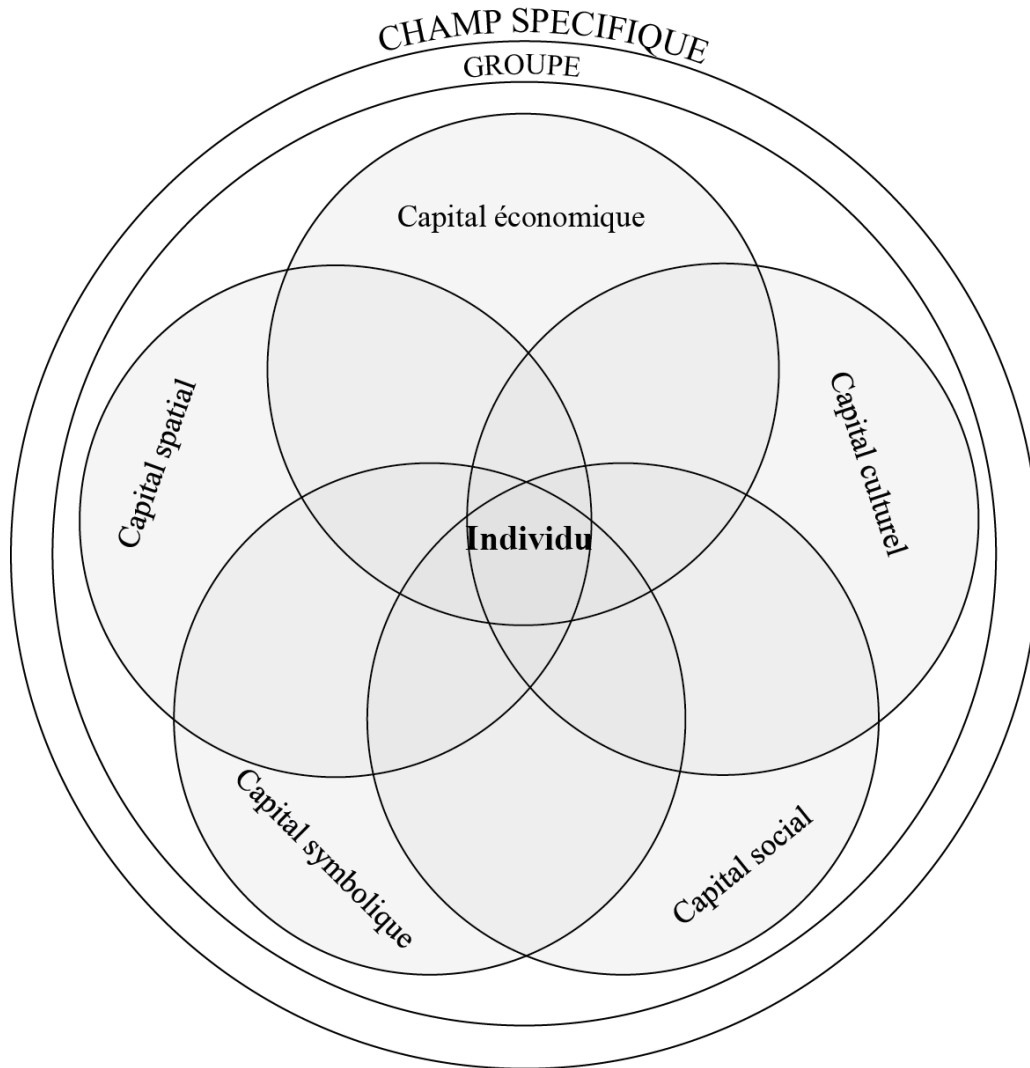 CHAMP SPECIFIQUE
GROUPE
Capital économique
Capital spatial
Capital culturel
Individu
Capital symbolique
Capital social